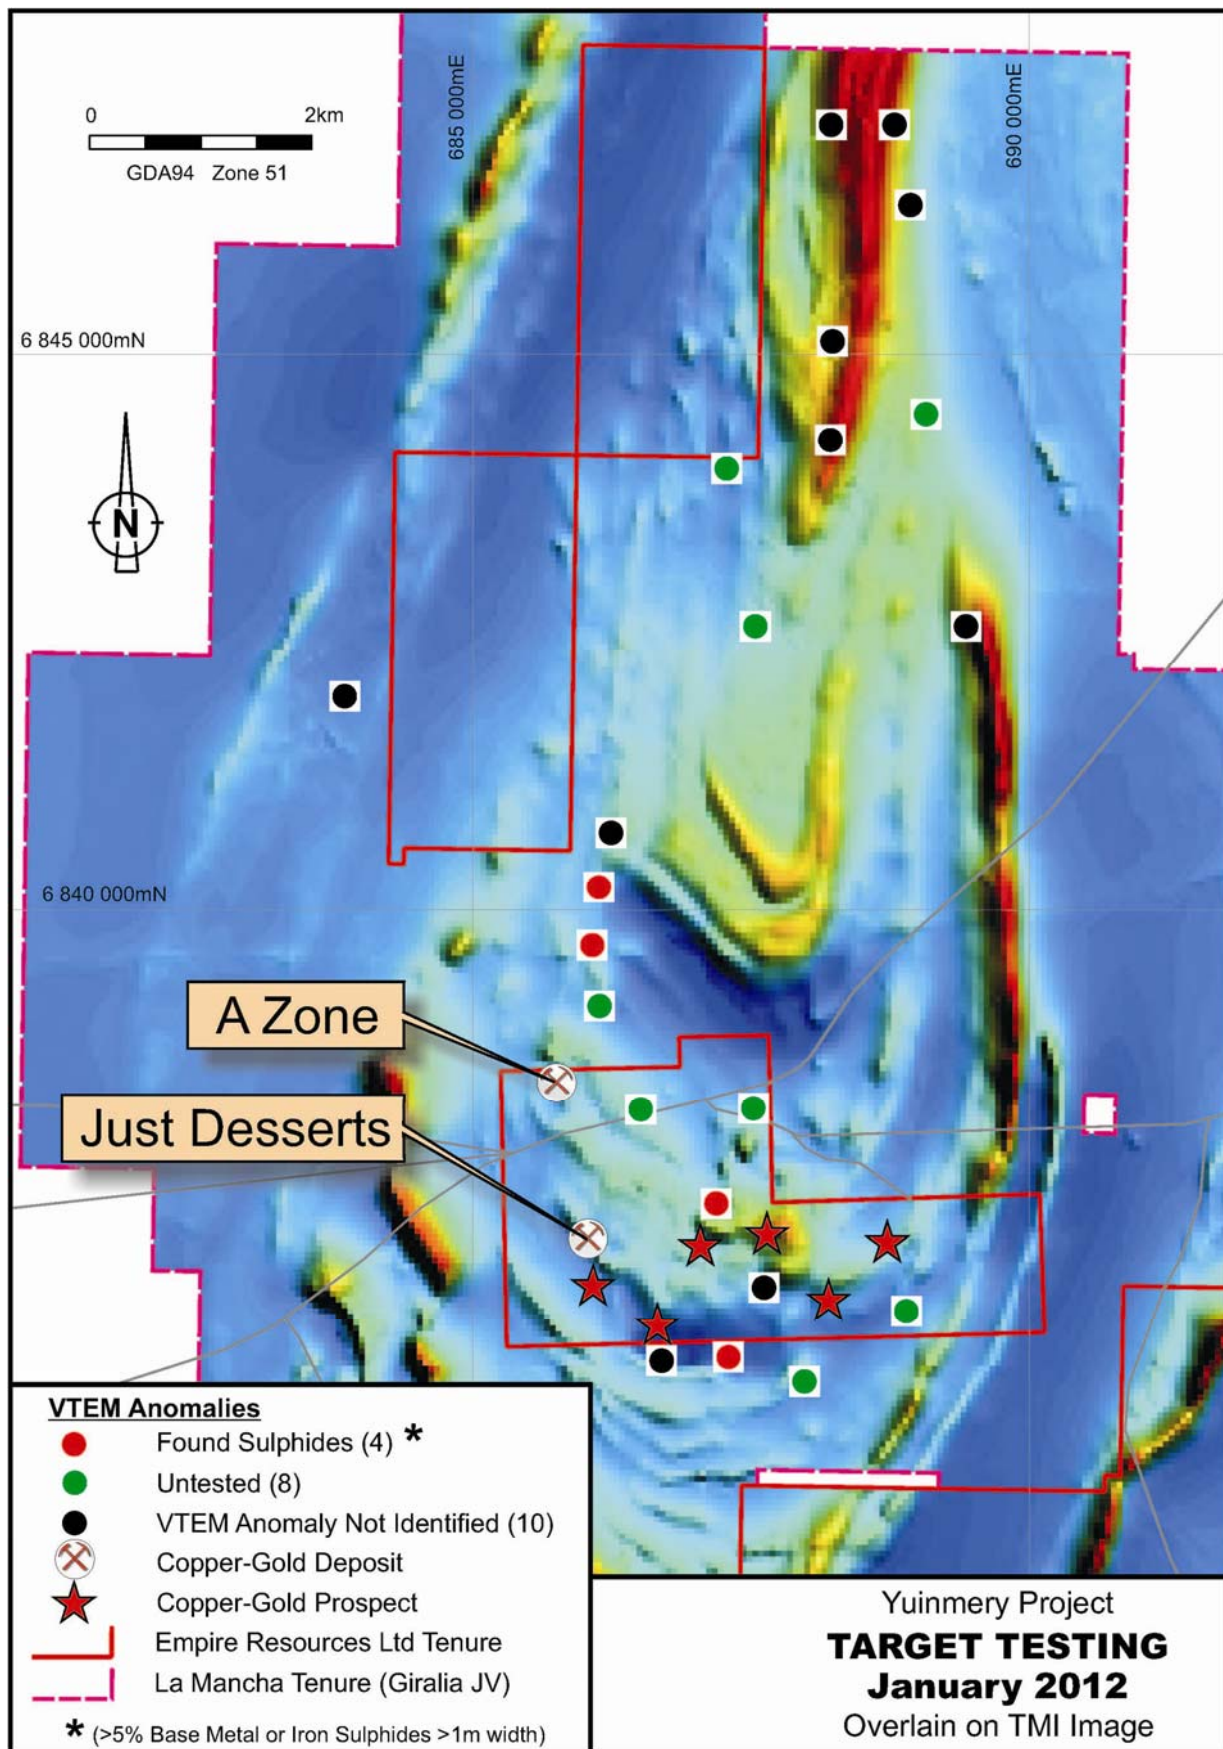 685 000mE
690 000mE
0 2km
GDA94 Zone 51
6 845 000mN
N
6 840 000mN
A Zone
Just Desserts
VTEM Anomalies
Found Sulphides (4) *
Untested (8)
VTEM Anomaly Not Identified (10)
Copper-Gold Deposit
Copper-Gold Prospect
Empire Resources Ltd Tenure
La Mancha Tenure (Giralia JV)
* (>5% Base Metal or Iron Sulphides >1m width)
Yuinmery Project
TARGET TESTING
January 2012
Overlain on TMI Image